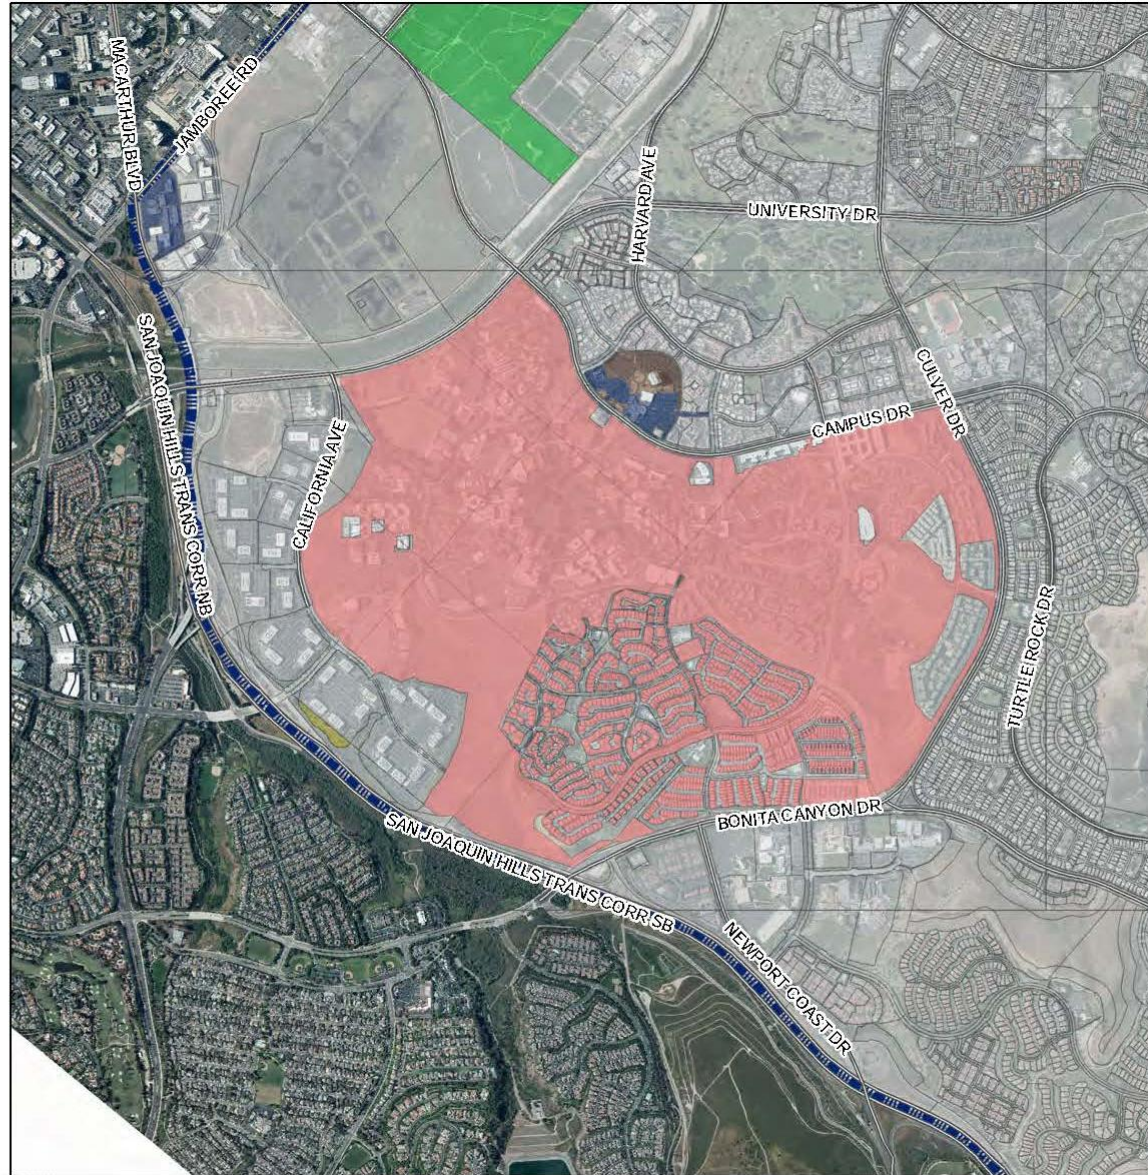 MACARTHUR BLVD
JAMBOREE RD
HARVARD AVE
UNIVERSITY DR
SAN JOAQUIN HILLS TRANS CORR NB
CULVER DR
CAMPUS DR
CALIFORNIA AVE
TURTLE ROCK DR
BONITA CANYON DR
SAN JOAQUIN HILLS TRANS CORR SB
NEWPORT COAST DR